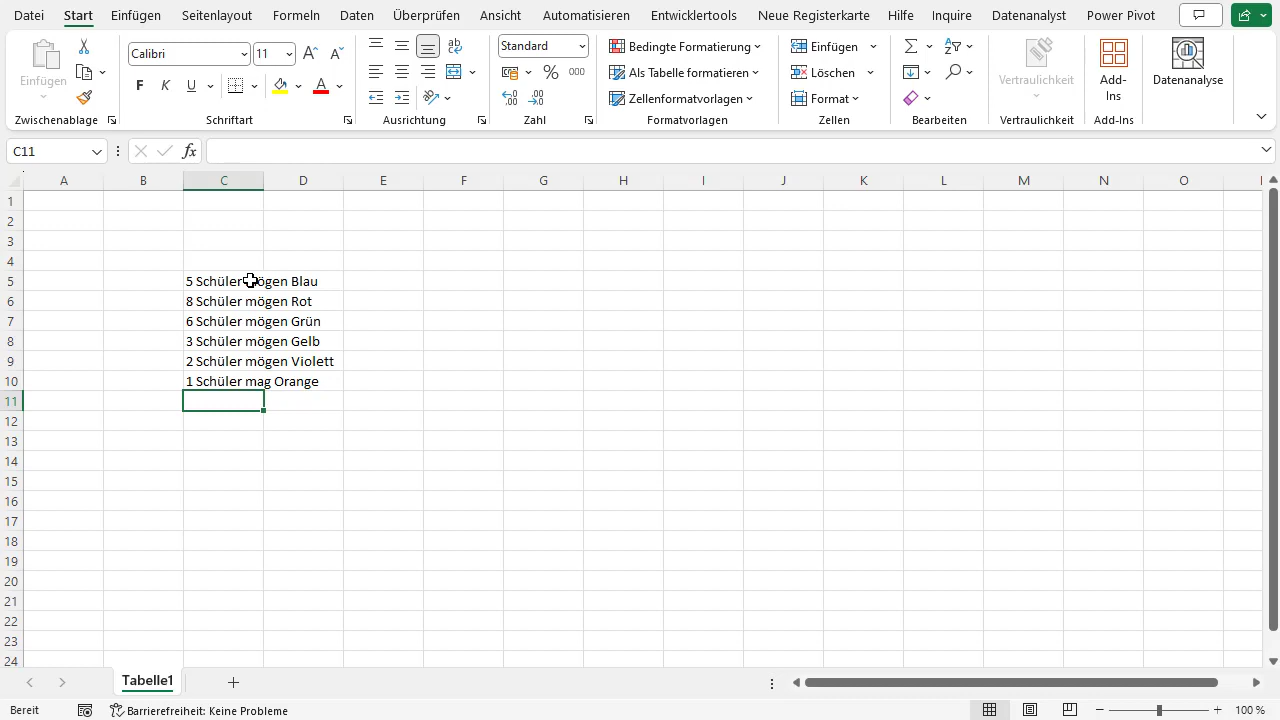 Datei Start Einfügen Seitenlayout Formeln Daten Überprüfen Ansicht Automatisieren Entwicklertools Neue Registerkarte Hilfe Inquire Datenanalyst Power Pivot
Einfügen
Zwischenablage
Calibri 11
F K U
Schriftart
ab
Ausrichtung
Standard
% 000
Zahl
Bedingte Formatierung
Als Tabelle formatieren
Zellenformatvorlagen
Formatvorlagen
Einfügen
Löschen
Format
Zellen
Bearbeiten
Vertraulichkeit
Vertraulichkeit
Add-
Ins
Add-Ins
Datenanalyse
C11 fx
A B C D E F G H I J K L M N O
1
2
3
4
5 5 Schüler mögen Blau
6 8 Schüler mögen Rot
7 6 Schüler mögen Grün
8 3 Schüler mögen Gelb
9 2 Schüler mögen Violett
10 1 Schüler mag Orange
11
12
13
14
15
16
17
18
19
20
21
22
23
24
Tabelle1
Bereit Barrierefreiheit: Keine Probleme 100 %